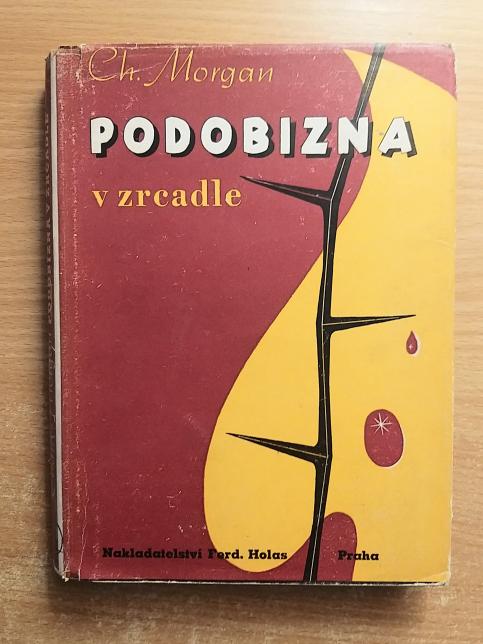 Ch. Morgan
PODOBIZNA
v zrcadle
Nakladatelství Ferd. Holas Praha